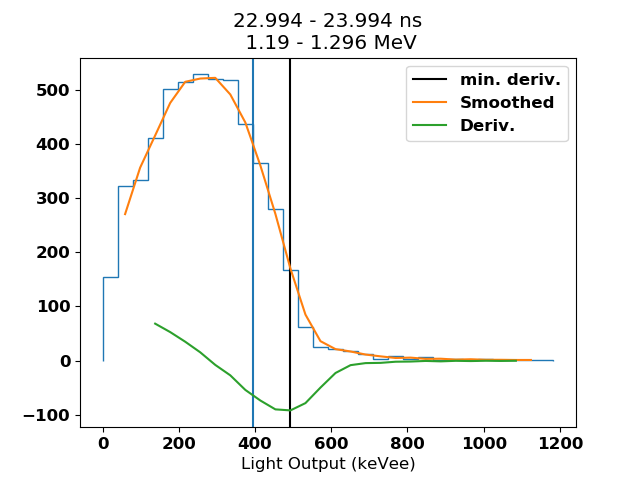 22.994 - 23.994 ns
1.19 - 1.296 MeV
min. deriv.
Smoothed
Deriv.
500
400
300
200
100
0
−100
0 200 400 600 800 1000 1200
Light Output (keVee)